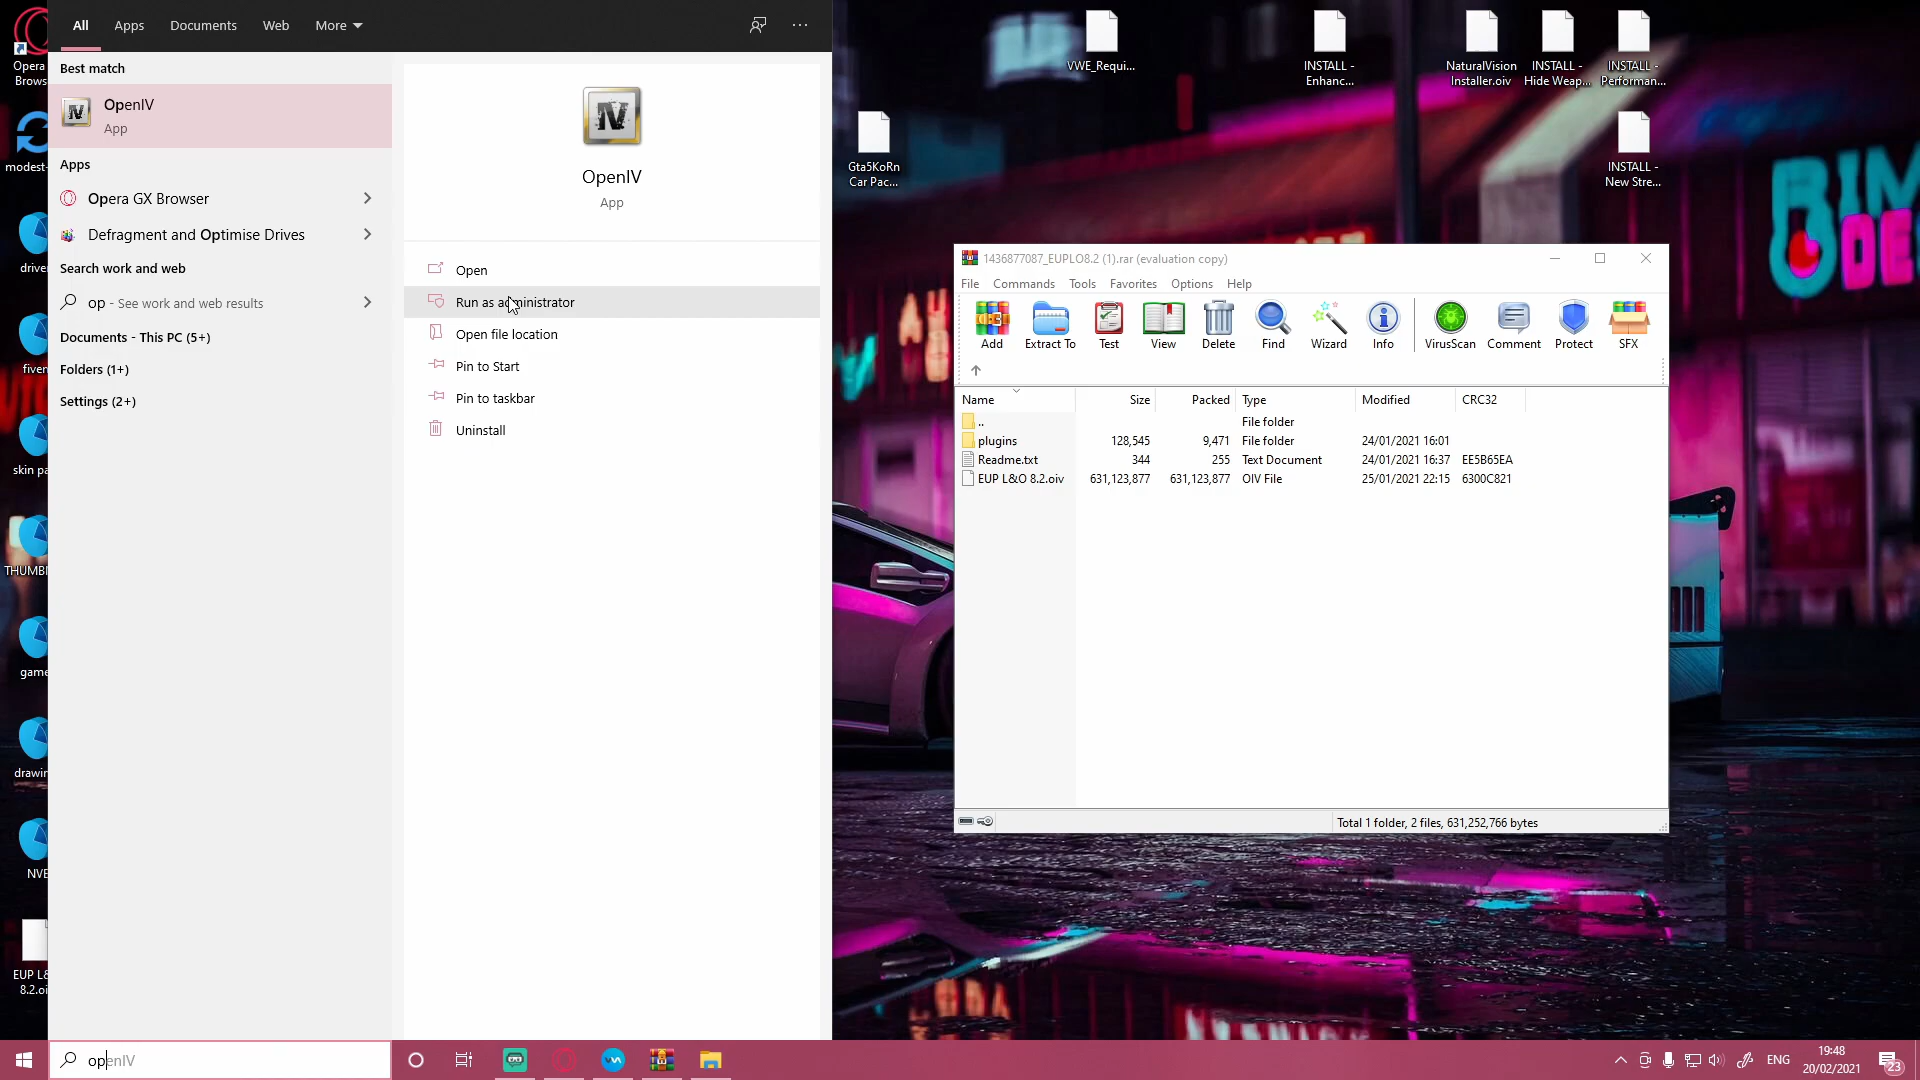 All
Apps
Documents
Web
More
Best match
OpenIV
App
Apps
Opera GX Browser
Defragment and Optimise Drives
Search work and web
op - See work and web results
Documents - This PC (5+)
Folders (1+)
Settings (2+)
IV
OpenIV
App
Open
Run as administrator
Open file location
Pin to Start
Pin to taskbar
Uninstall
Opera
Brows
modest-
drive
fiven
skin pa
THUMBN
game
drawin
NVE
EUP L&
8.2.oi
VWE_Requi...
INSTALL -
Enhanc...
NaturalVision
Installer.oiv
INSTALL -
Hide Weap...
INSTALL -
Performan...
Gta5KoRn
Car Pac...
INSTALL -
New Stre...
1436877087_EUPLO8.2 (1).rar (evaluation copy)
File Commands Tools Favorites Options Help
Add Extract To Test View Delete Find Wizard Info VirusScan Comment Protect SFX
Name Size Packed Type Modified CRC32
.. File folder
plugins 128,545 9,471 File folder 24/01/2021 16:01
Readme.txt 344 255 Text Document 24/01/2021 16:37 EE5B65EA
EUP L&O 8.2.oiv 631,123,877 631,123,877 OIV File 25/01/2021 22:15 6300C821
Total 1 folder, 2 files, 631,252,766 bytes
openIV
ENG
19:48
20/02/2021
23